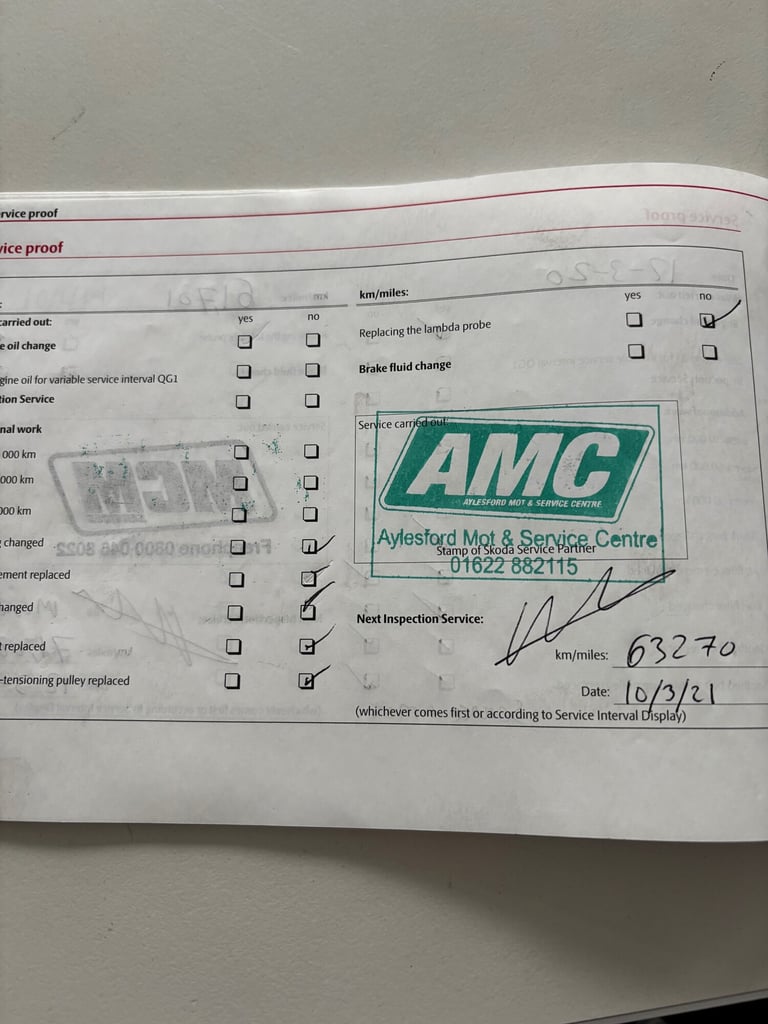 rvice proof
vice proof
:
km/miles:
carried out:
yes
no
e oil change
gine oil for variable service interval QG1
tion Service
nal work
000 km
000 km
000 km
changed
ement replaced
hanged
t replaced
-tensioning pulley replaced
yes
no
Replacing the lambda probe
Brake fluid change
Service carried out:
AMC
AYLESFORD MOT & SERVICE CENTRE
Aylesford Mot & Service Centre
Stamp of Skoda Service Partner
01622 882115
Next Inspection Service:
km/miles: 63270
Date: 10/3/21
(whichever comes first or according to Service Interval Display)